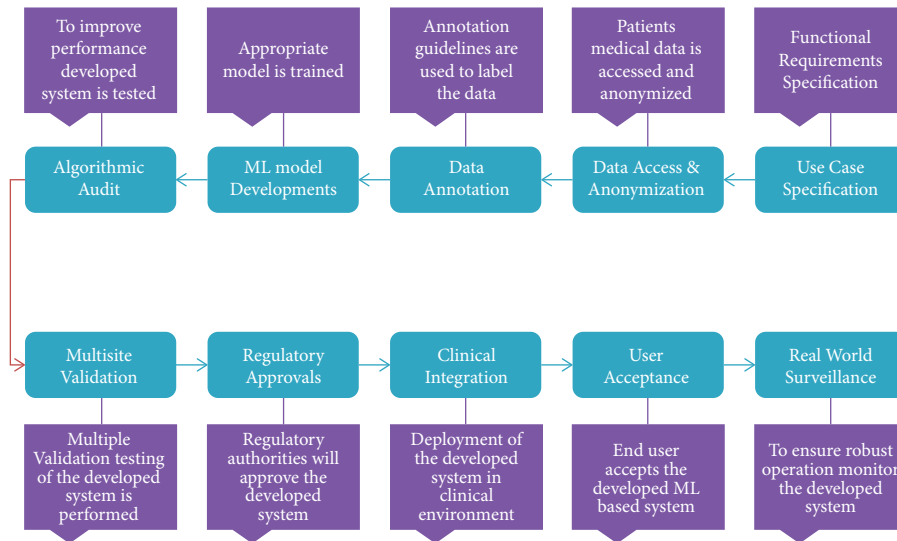 To improve
performance
developed
system is tested
Appropriate
model is trained
Annotation
guidelines are
used to label
the data
Patients
medical data is
accessed and
anonymized
Functional
Requirements
Specification
Algorithmic
Audit
ML model
Developments
Data
Annotation
Data Access &
Anonymization
Use Case
Specification
Multisite
Validation
Regulatory
Approvals
Clinical
Integration
User
Acceptance
Real World
Surveillance
Multiple
Validation testing
of the developed
system is
performed
Regulatory
authorities will
approve the
developed
system
Deployment of
the developed
system in
clinical
environment
End user
accepts the
developed ML
based system
To ensure robust
operation monitor
the developed
system